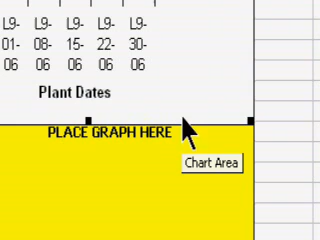 L9- L9- L9- L9- L9-
01- 08- 15- 22- 30-
06 06 06 06 06
Plant Dates
PLACE GRAPH HERE
Chart Area